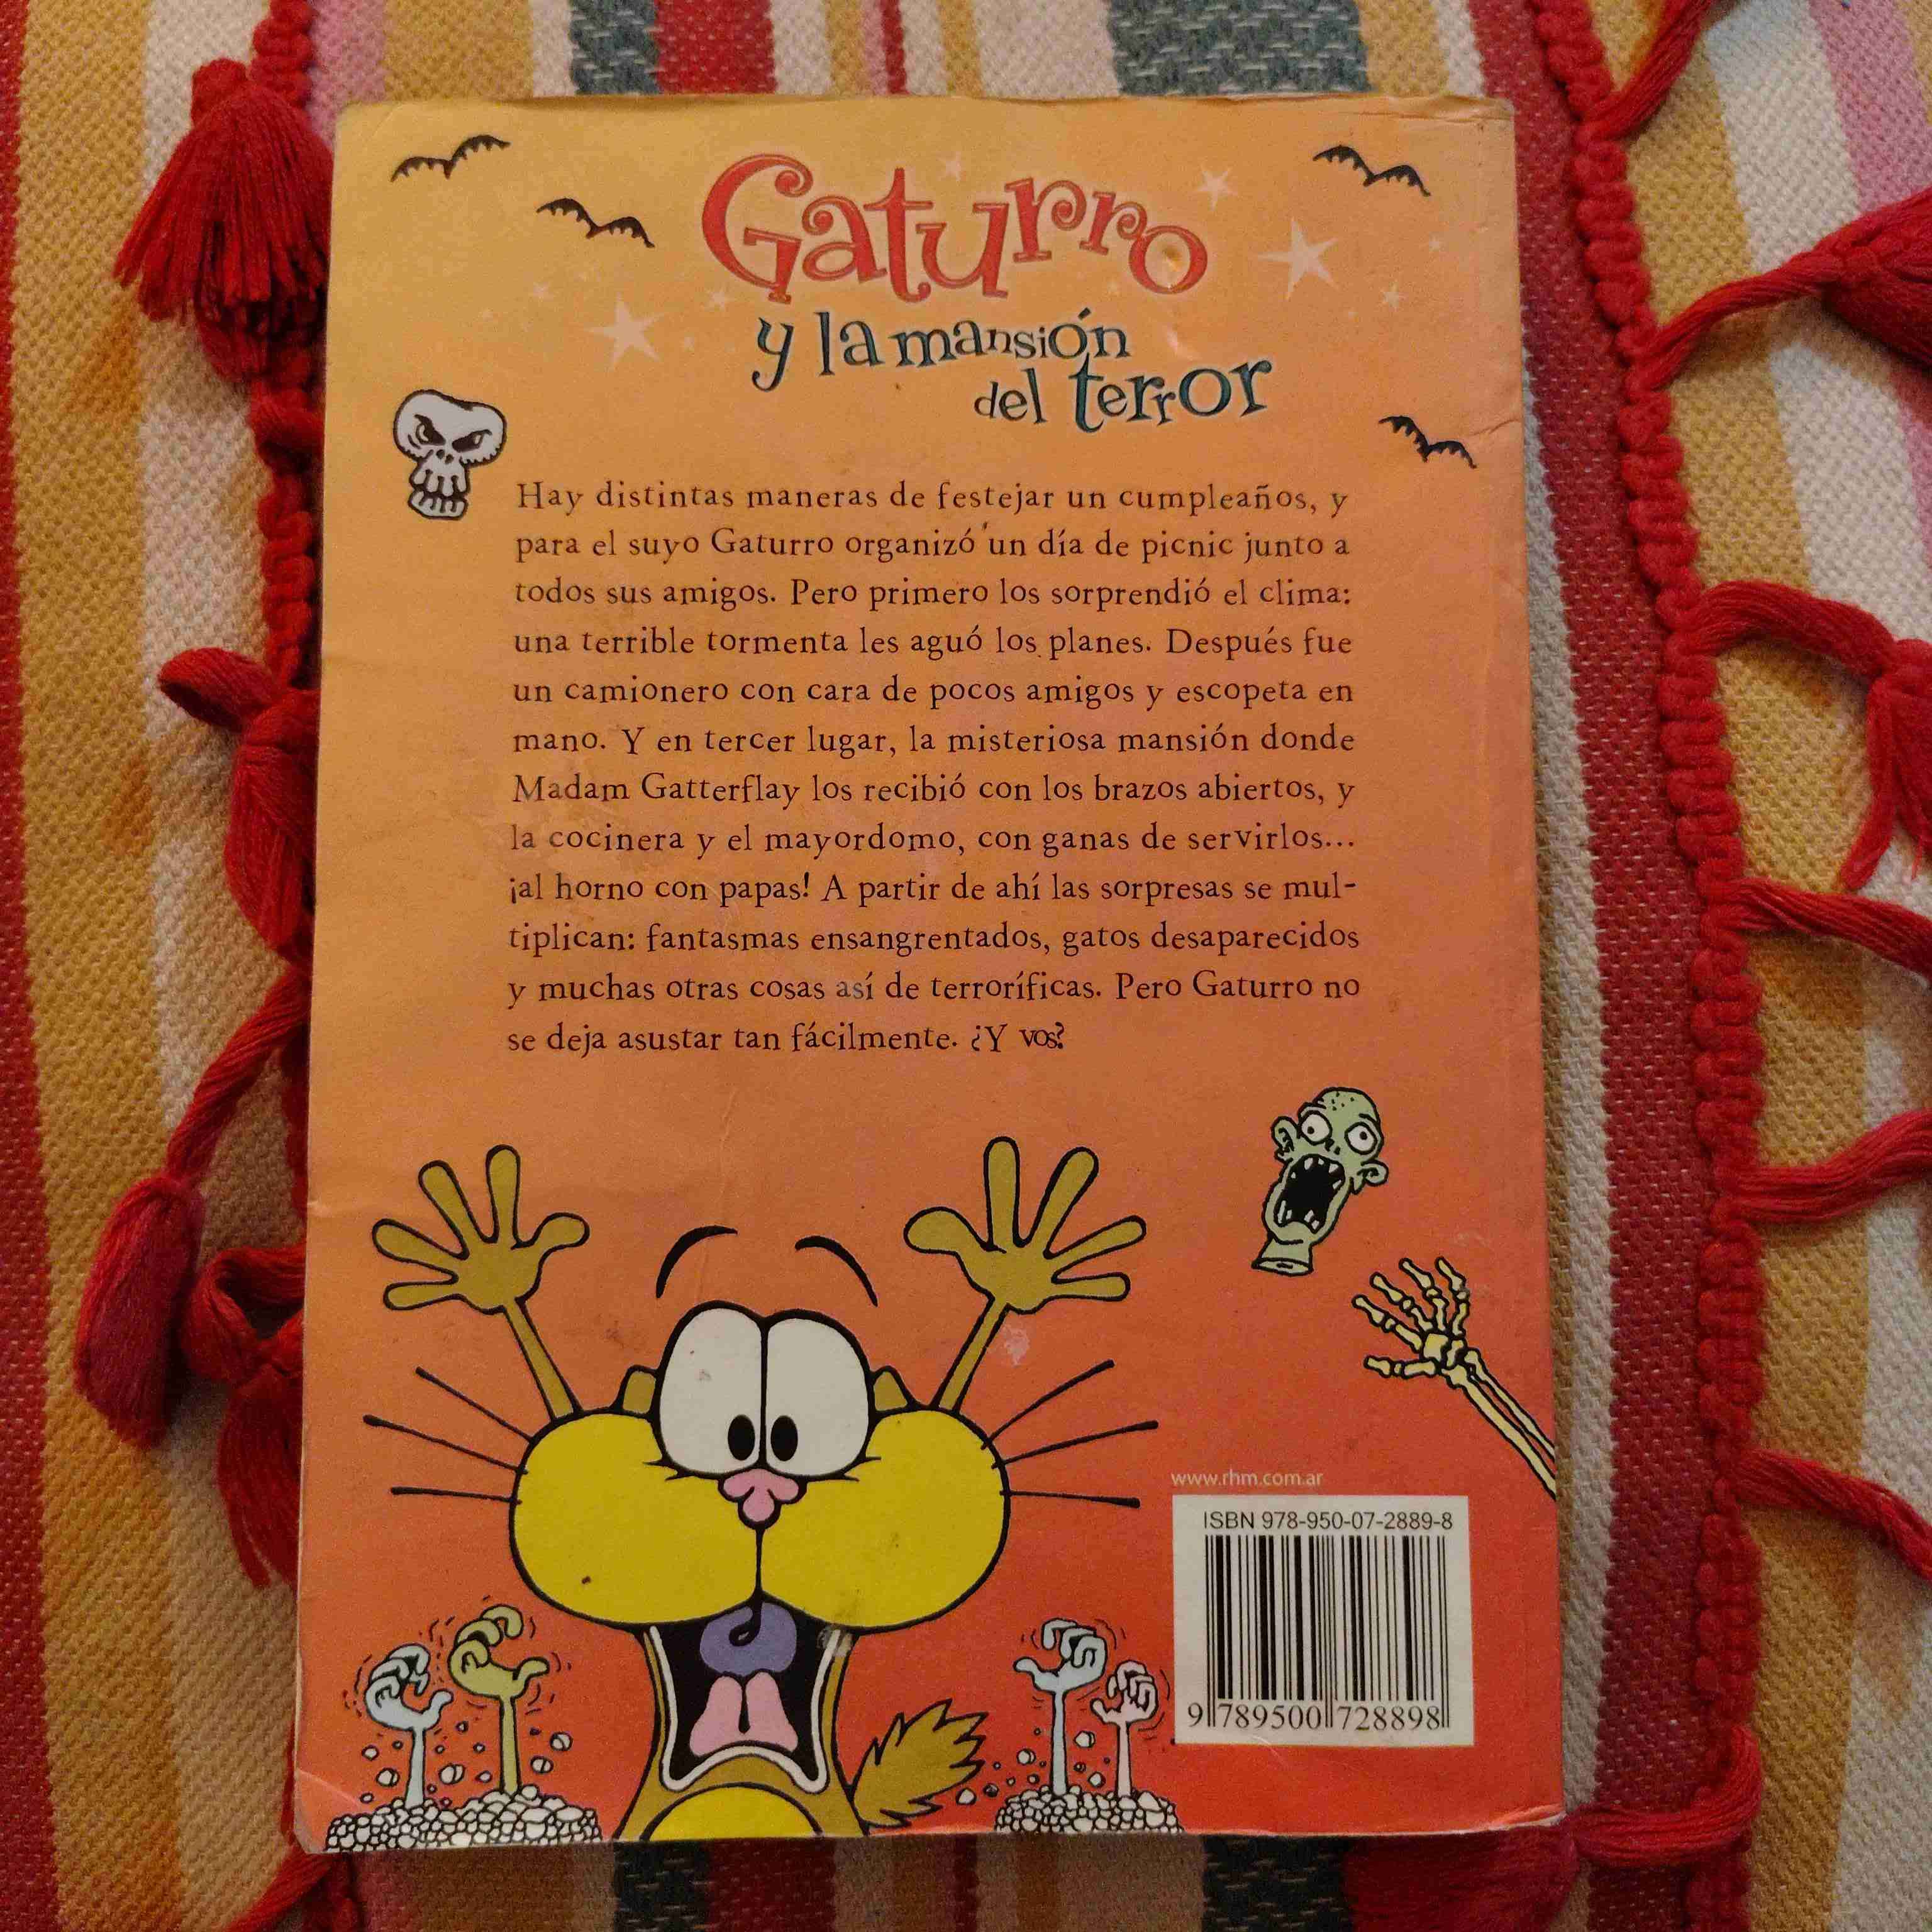 Gaturro
y la mansión
del terror
Hay distintas maneras de festejar un cumpleaños, y
para el suyo Gaturro organizó un día de picnic junto a
todos sus amigos. Pero primero los sorprendió el clima:
una terrible tormenta les aguó los planes. Después fue
un camionero con cara de pocos amigos y escopeta en
mano. Y en tercer lugar, la misteriosa mansión donde
Madam Gatterflay los recibió con los brazos abiertos, y
la cocinera y el mayordomo, con ganas de servirlos...
¡al horno con papas! A partir de ahí las sorpresas se mul-
tiplican: fantasmas ensangrentados, gatos desaparecidos
y muchas otras cosas así de terroríficas. Pero Gaturro no
se deja asustar tan fácilmente. ¿Y vos?
www.rhm.com.ar
ISBN 978-950-07-2889-8
9 789500 728898